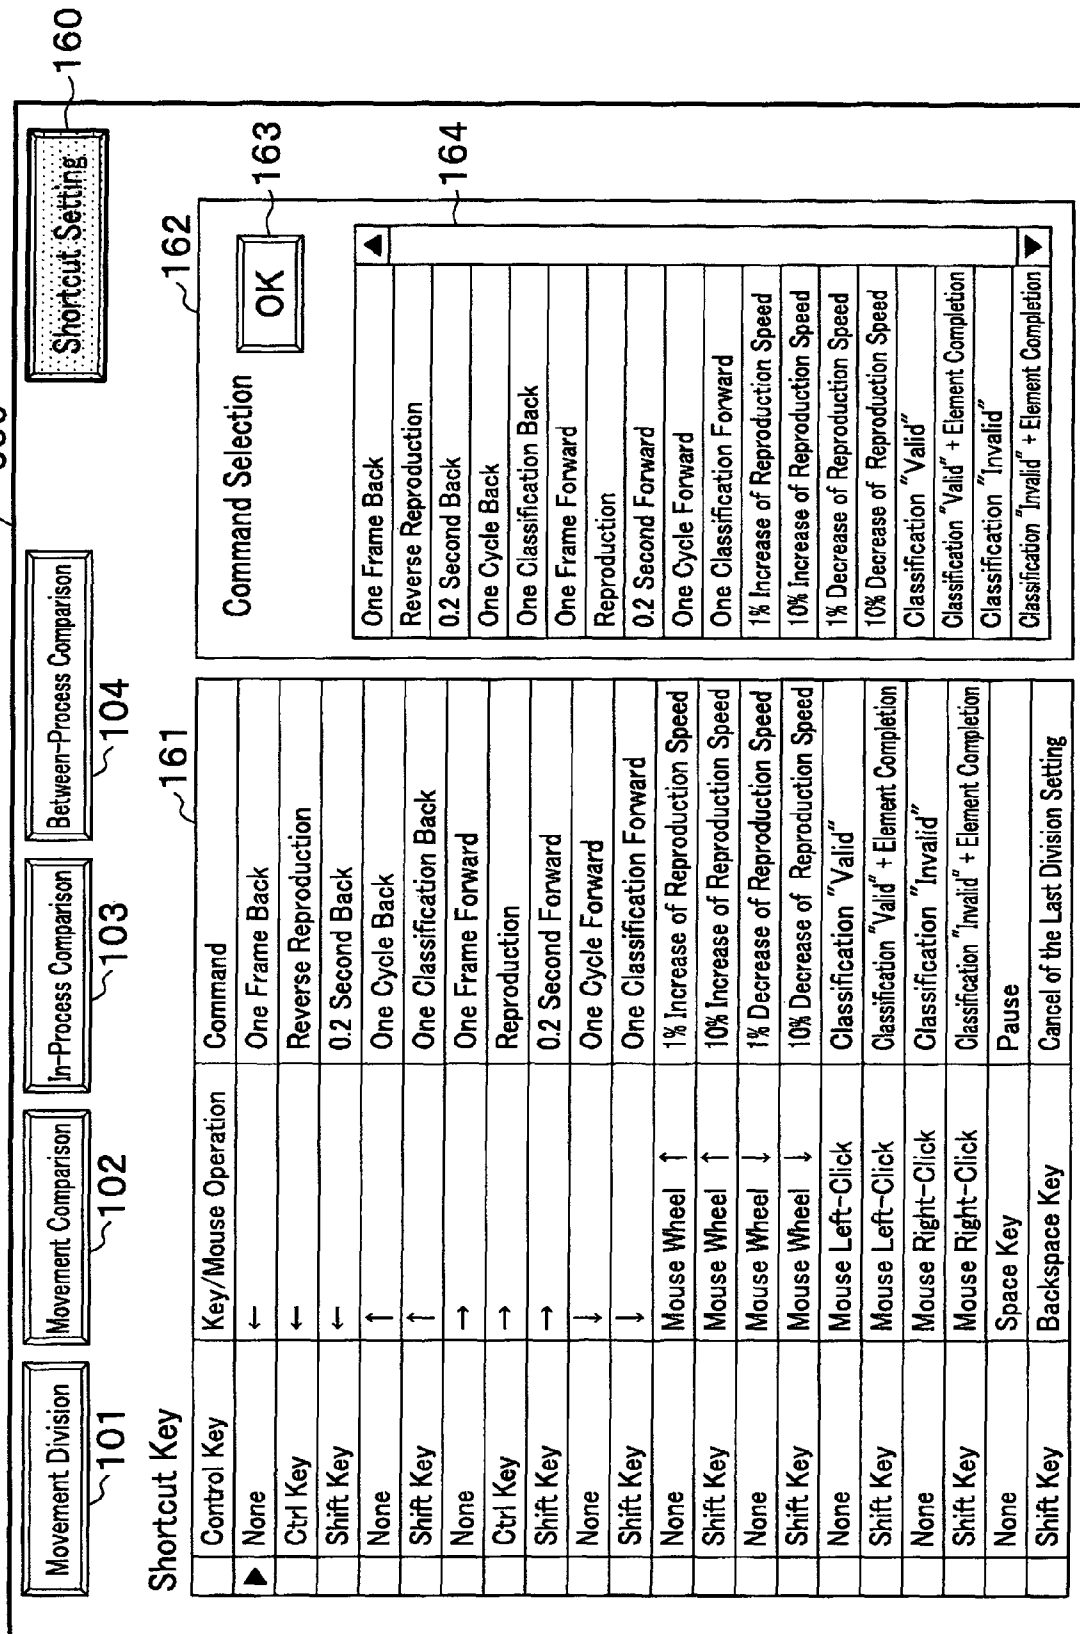 160
Movement Division
Movement Comparison
In-Process Comparison
Between-Process Comparison
Shortcut Setting
101
102
103
104
Shortcut Key
161
162
Control Key Key/Mouse Operation Command
▶ None ← One Frame Back
Ctrl Key ← Reverse Reproduction
Shift Key ← 0.2 Second Back
None ↑ One Cycle Back
Shift Key ↑ One Classification Back
None → One Frame Forward
Ctrl Key → Reproduction
Shift Key → 0.2 Second Forward
None ↓ One Cycle Forward
Shift Key ↓ One Classification Forward
None Mouse Wheel ↑ 1% Increase of Reproduction Speed
Shift Key Mouse Wheel ↑ 10% Increase of Reproduction Speed
None Mouse Wheel ↓ 1% Decrease of Reproduction Speed
Shift Key Mouse Wheel ↓ 10% Decrease of Reproduction Speed
None Mouse Left-Click Classification "Valid"
Shift Key Mouse Left-Click Classification "Valid" + Element Completion
None Mouse Right-Click Classification "Invalid"
Shift Key Mouse Right-Click Classification "Invalid" + Element Completion
None Space Key Pause
Shift Key Backspace Key Cancel of the Last Division Setting
Command Selection
OK
163
164
One Frame Back
Reverse Reproduction
0.2 Second Back
One Cycle Back
One Classification Back
One Frame Forward
Reproduction
0.2 Second Forward
One Cycle Forward
One Classification Forward
1% Increase of Reproduction Speed
10% Increase of Reproduction Speed
1% Decrease of Reproduction Speed
10% Decrease of Reproduction Speed
Classification "Valid"
Classification "Valid" + Element Completion
Classification "Invalid"
Classification "Invalid" + Element Completion